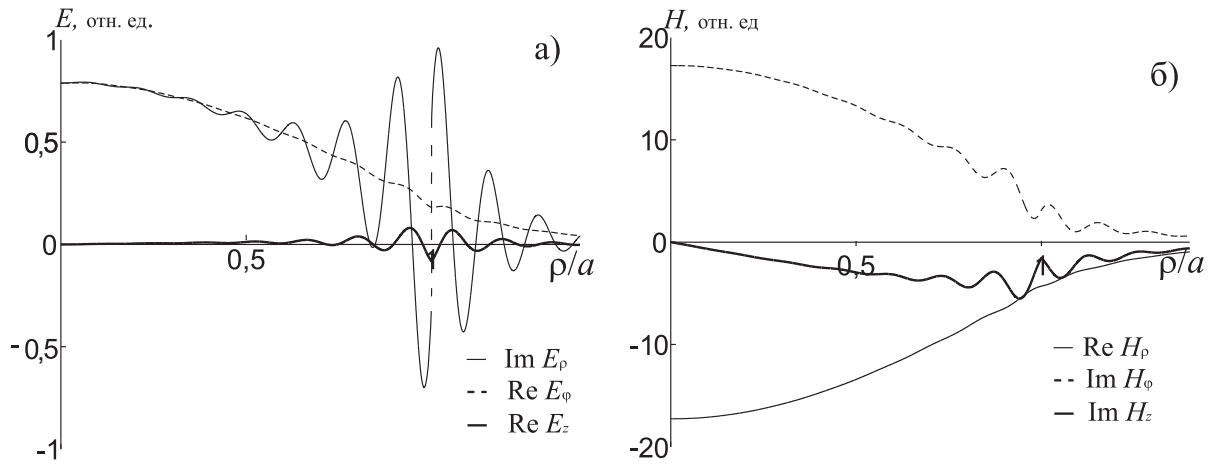 E, отн. ед.
1
а)
0,5
0
0,5
1
ρ/a
-0,5
Im Eρ
Re Eφ
Re Ez
-1
H, отн. ед
20
б)
10
0
0,5
1
ρ/a
-10
Re Hρ
Im Hφ
Im Hz
-20